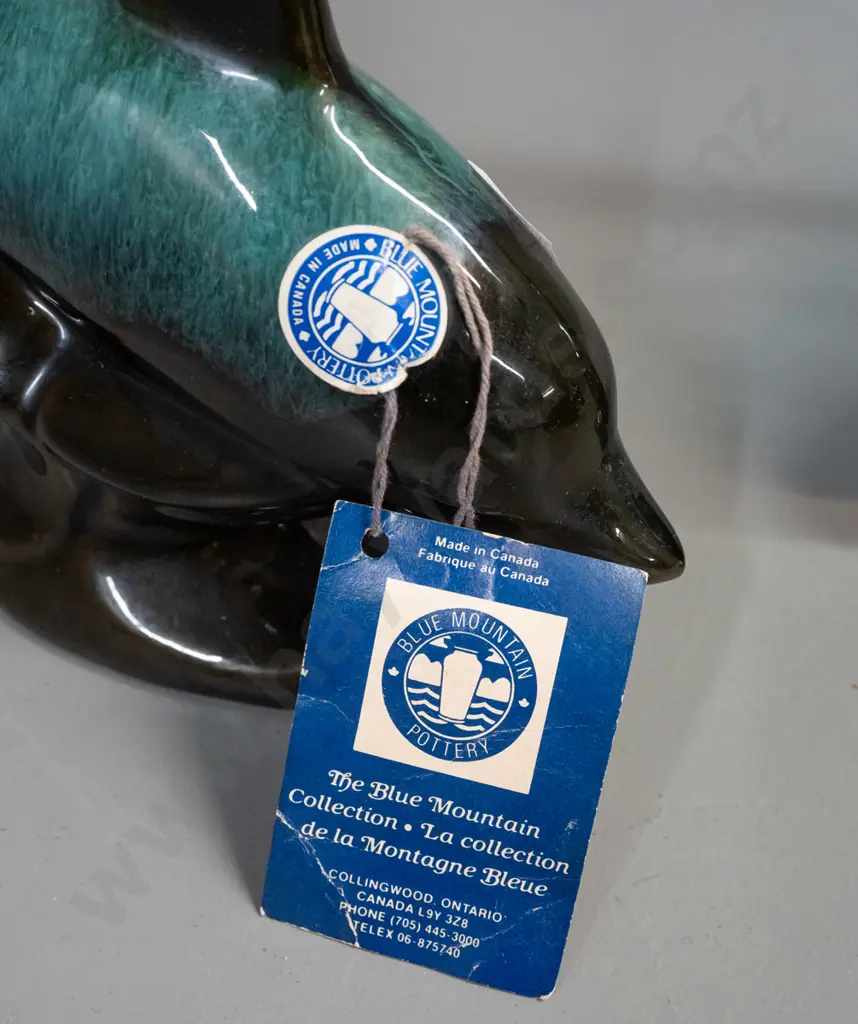 BLUE MOUNTAIN
POTTERY
MADE IN CANADA
Made in Canada
Fabrique au Canada
BLUE MOUNTAIN
POTTERY
The Blue Mountain
Collection • La collection
de la Montagne Bleue
COLLINGWOOD, ONTARIO
CANADA L9Y 3Z8
PHONE (705) 445-3000
TELEX 06-875740